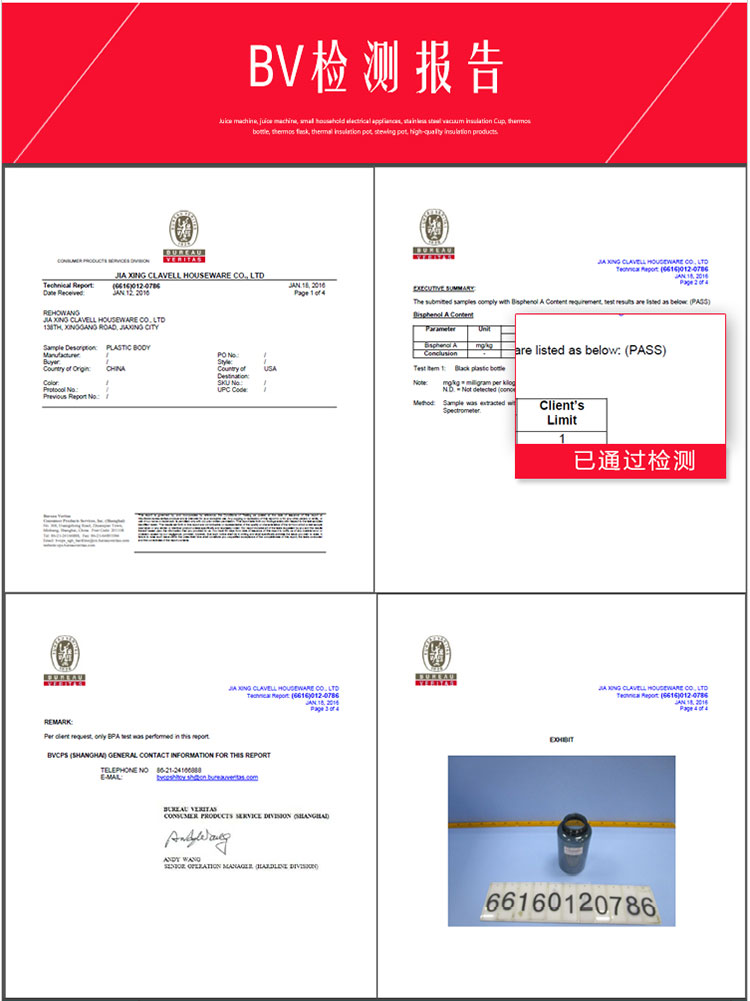 BV检测报告
Juice machine, juice machine, small household electrical appliances, stainless steel vacuum insulation Cup, thermos
bottle, thermos flask, thermal insulation pot, stewing pot, high-quality insulation products.
BUREAU
VERITAS
CONSUMER PRODUCTS SERVICES DIVISION
JIA XING CLAVELL HOUSEWARE CO., LTD
Technical Report: (6616)012-0786 JAN.18, 2016
Date Received: JAN.12, 2016 Page 1 of 4
REHOWANG
JIA XING CLAVELL HOUSEWARE CO., LTD
138TH, XINGGANG ROAD, JIAXING CITY
Sample Description: PLASTIC BODY
Manufacturer: / PO No.: /
Buyer: / Style: /
Country of Origin: CHINA Country of USA
Destination:
Color: / SKU No.: /
Protocol No.: / UPC Code: /
Previous Report No.: /
Bureau Veritas
Consumer Products Services, Inc. (Shanghai)
BUREAU
VERITAS
JIA XING CLAVELL HOUSEWARE CO., LTD
Technical Report: (6616)012-0786
JAN.18, 2016
Page 2 of 4
EXECUTIVE SUMMARY:
The submitted samples comply with Bisphenol A Content requirement, test results are listed as below: (PASS)
Bisphenol A Content
Parameter Unit
Bisphenol A mg/kg
Conclusion -
Test Item 1: Black plastic bottle
Note: mg/kg = milligram per kilog
N.D. = Not detected (conce
Method: Sample was extracted wit
Spectrometer.
are listed as below: (PASS)
Client's
Limit
1
已通过检测
BUREAU
VERITAS
JIA XING CLAVELL HOUSEWARE CO., LTD
Technical Report: (6616)012-0786
JAN.18, 2016
Page 3 of 4
REMARK:
Per client request, only BPA test was performed in this report.
BVCPS (SHANGHAI) GENERAL CONTACT INFORMATION FOR THIS REPORT
TELEPHONE NO 86-21-24166888
E-MAIL: bvcpshltoy.sh@cn.bureauveritas.com
BUREAU VERITAS
CONSUMER PRODUCTS SERVICE DIVISION (SHANGHAI)
Andy Wang
ANDY WANG
SENIOR OPERATION MANAGER (HARDLINE DIVISION)
BUREAU
VERITAS
JIA XING CLAVELL HOUSEWARE CO., LTD
Technical Report: (6616)012-0786
JAN.18, 2016
Page 4 of 4
EXHIBIT
66160120786